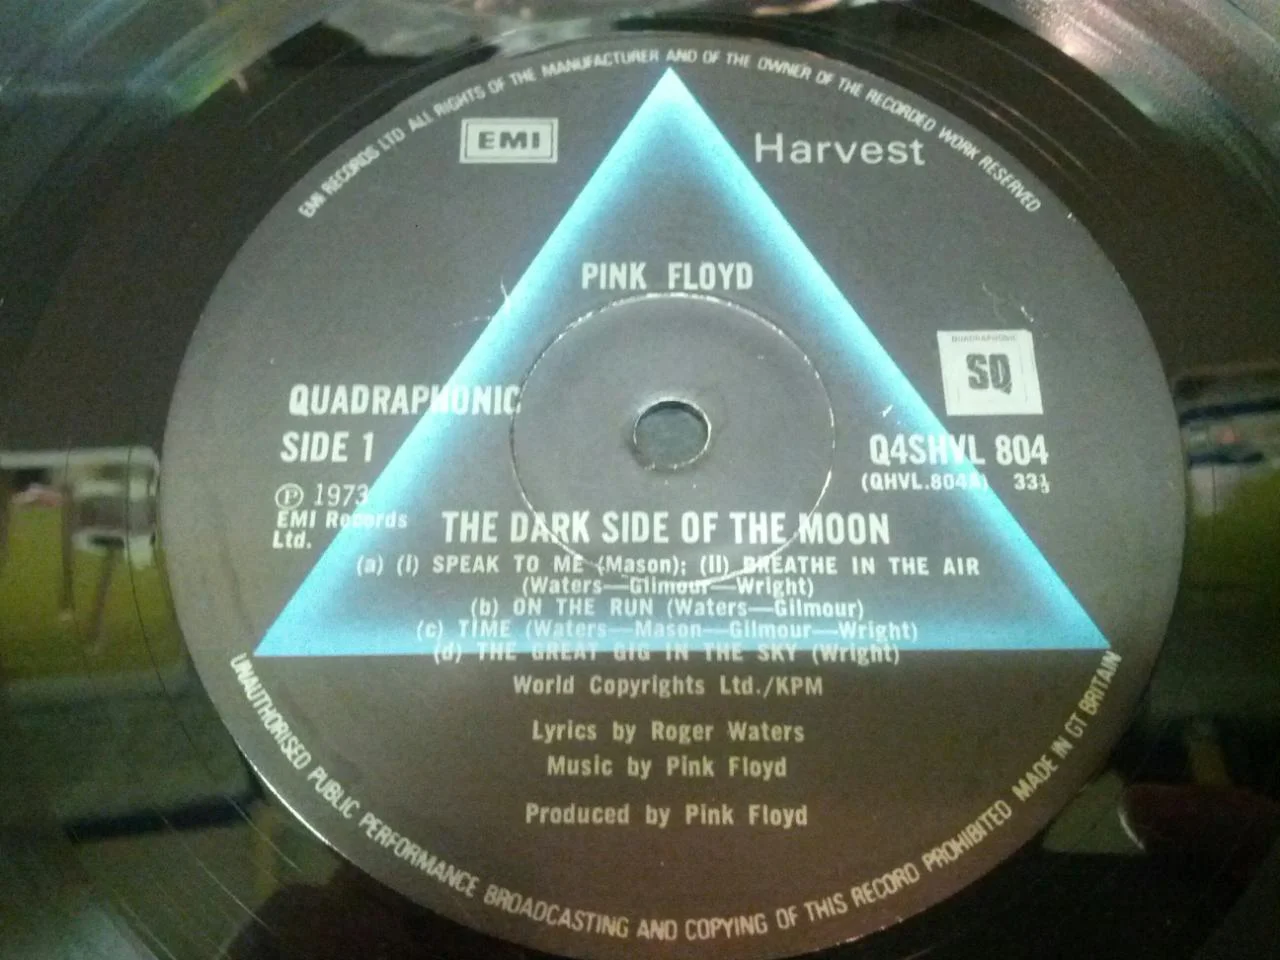 EMI RECORDS LTD ALL RIGHTS OF THE MANUFACTURER AND OF THE OWNER OF THE RECORDED WORK RESERVED
EMI
Harvest
PINK FLOYD
QUADRAPHONIC
SQ
QUADRAPHONIC
SIDE 1
Q4SHVL 804
(QHVL.804A) 33⅓
℗ 1973
EMI Records
Ltd.
THE DARK SIDE OF THE MOON
(a) (i) SPEAK TO ME (Mason); (ii) BREATHE IN THE AIR
(Waters—Gilmour—Wright)
(b) ON THE RUN (Waters—Gilmour)
(c) TIME (Waters—Mason—Gilmour—Wright)
(d) THE GREAT GIG IN THE SKY (Wright)
World Copyrights Ltd./KPM
Lyrics by Roger Waters
Music by Pink Floyd
Produced by Pink Floyd
UNAUTHORISED PUBLIC PERFORMANCE BROADCASTING AND COPYING OF THIS RECORD PROHIBITED MADE IN GT BRITAIN